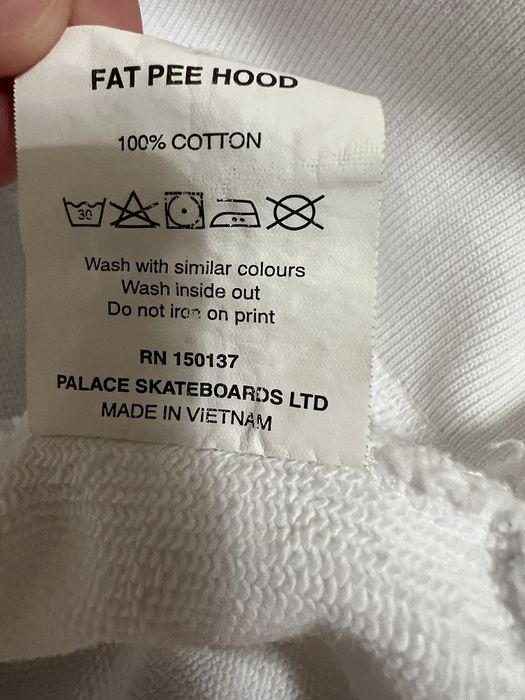 FAT PEE HOOD
100% COTTON
30
Wash with similar colours
Wash inside out
Do not iron on print
RN 150137
PALACE SKATEBOARDS LTD
MADE IN VIETNAM